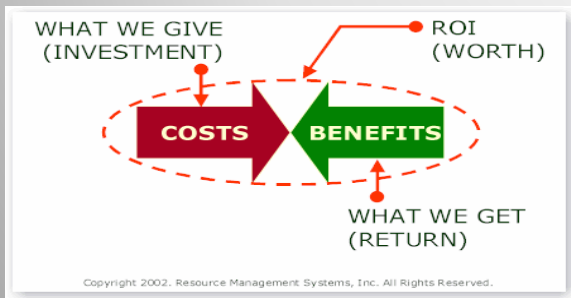 WHAT WE GIVE
(INVESTMENT)
ROI
(WORTH)
COSTS
BENEFITS
WHAT WE GET
(RETURN)
Copyright 2002. Resource Management Systems, Inc. All Rights Reserved.